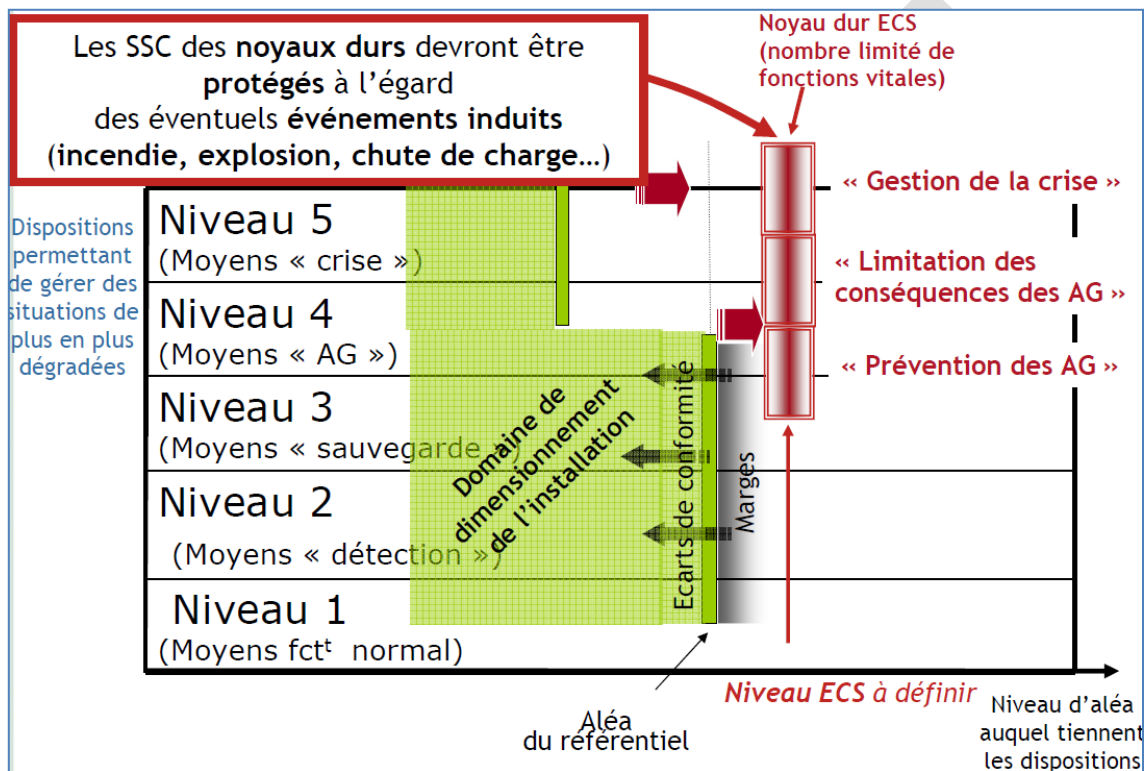 Les SSC des noyaux durs devront être
protégés à l’égard
des éventuels événements induits
(incendie, explosion, chute de charge…)
Noyau dur ECS
(nombre limité de
fonctions vitales)
Dispositions
permettant
de gérer des
situations de
plus en plus
dégradées
Niveau 5
(Moyens « crise »)
Niveau 4
(Moyens « AG »)
Niveau 3
(Moyens « sauvegarde »)
Niveau 2
(Moyens « détection »)
Niveau 1
(Moyens fctᵗ normal)
Domaine de
dimensionnement
de l’installation
Ecarts de conformité
Marges
« Gestion de la crise »
« Limitation des
conséquences des AG »
« Prévention des AG »
Aléa
du référentiel
Niveau ECS à définir
Niveau d’aléa
auquel tiennent
les dispositions